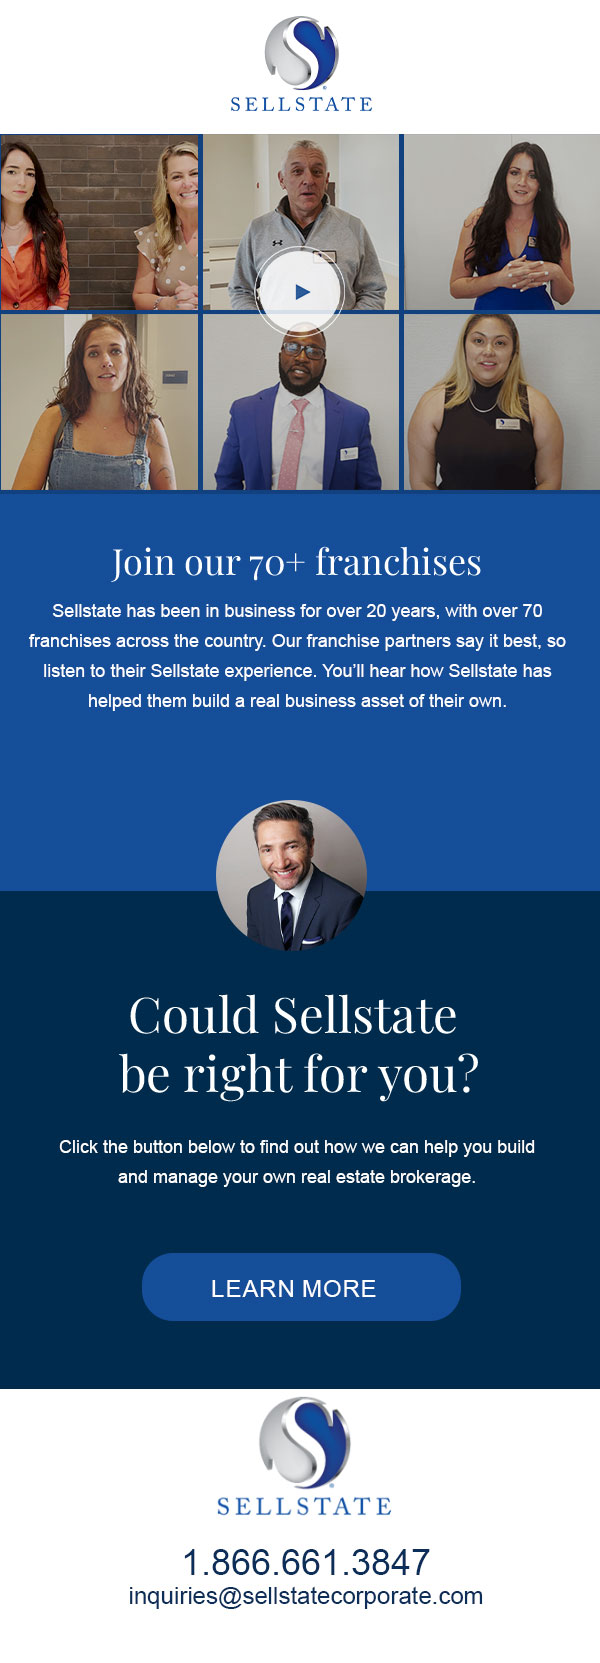 SELLSTATE
Join our 70+ franchises
Sellstate has been in business for over 20 years, with over 70
franchises across the country. Our franchise partners say it best, so
listen to their Sellstate experience. You’ll hear how Sellstate has
helped them build a real business asset of their own.
Could Sellstate
be right for you?
Click the button below to find out how we can help you build
and manage your own real estate brokerage.
LEARN MORE
SELLSTATE
1.866.661.3847
inquiries@sellstatecorporate.com